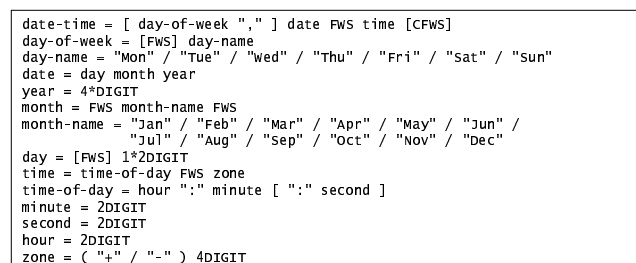 date-time = [ day-of-week "," ] date FWS time [CFWS]
day-of-week = [FWS] day-name
day-name = "Mon" / "Tue" / "Wed" / "Thu" / "Fri" / "Sat" / "Sun"
date = day month year
year = 4*DIGIT
month = FWS month-name FWS
month-name = "Jan" / "Feb" / "Mar" / "Apr" / "May" / "Jun" /
"Jul" / "Aug" / "Sep" / "Oct" / "Nov" / "Dec"
day = [FWS] 1*2DIGIT
time = time-of-day FWS zone
time-of-day = hour ":" minute [ ":" second ]
minute = 2DIGIT
second = 2DIGIT
hour = 2DIGIT
zone = ( "+" / "-" ) 4DIGIT